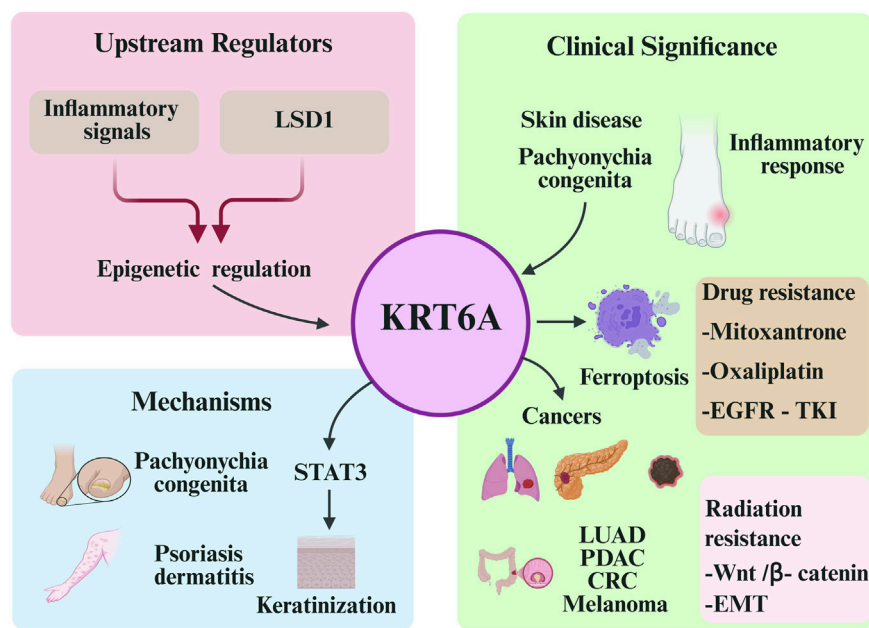 Upstream Regulators
Inflammatory
signals
LSD1
Epigenetic regulation
KRT6A
Mechanisms
Pachyonychia
congenita
Psoriasis
dermatitis
STAT3
Keratinization
Clinical Significance
Skin disease
Pachyonychia
congenita
Inflammatory
response
Ferroptosis
Drug resistance
-Mitoxantrone
-Oxaliplatin
-EGFR - TKI
Cancers
LUAD
PDAC
CRC
Melanoma
Radiation
resistance
-Wnt /β- catenin
-EMT